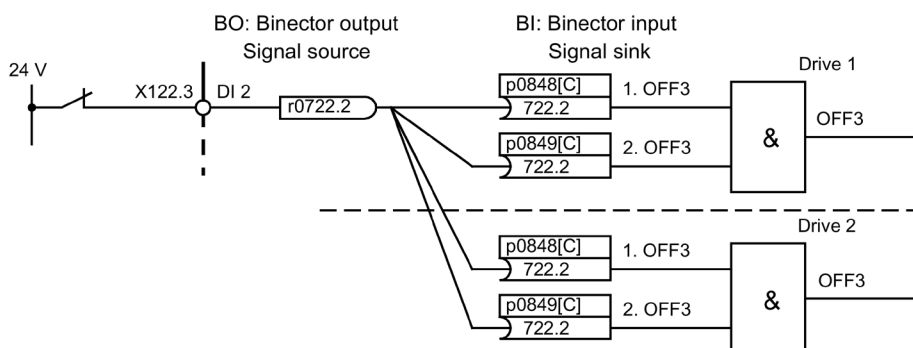 BO: Binector output
Signal source
BI: Binector input
Signal sink
24 V
X122.3
DI 2
r0722.2
Drive 1
p0848[C]
722.2
1. OFF3
p0849[C]
722.2
2. OFF3
&
OFF3
Drive 2
p0848[C]
722.2
1. OFF3
p0849[C]
722.2
2. OFF3
&
OFF3